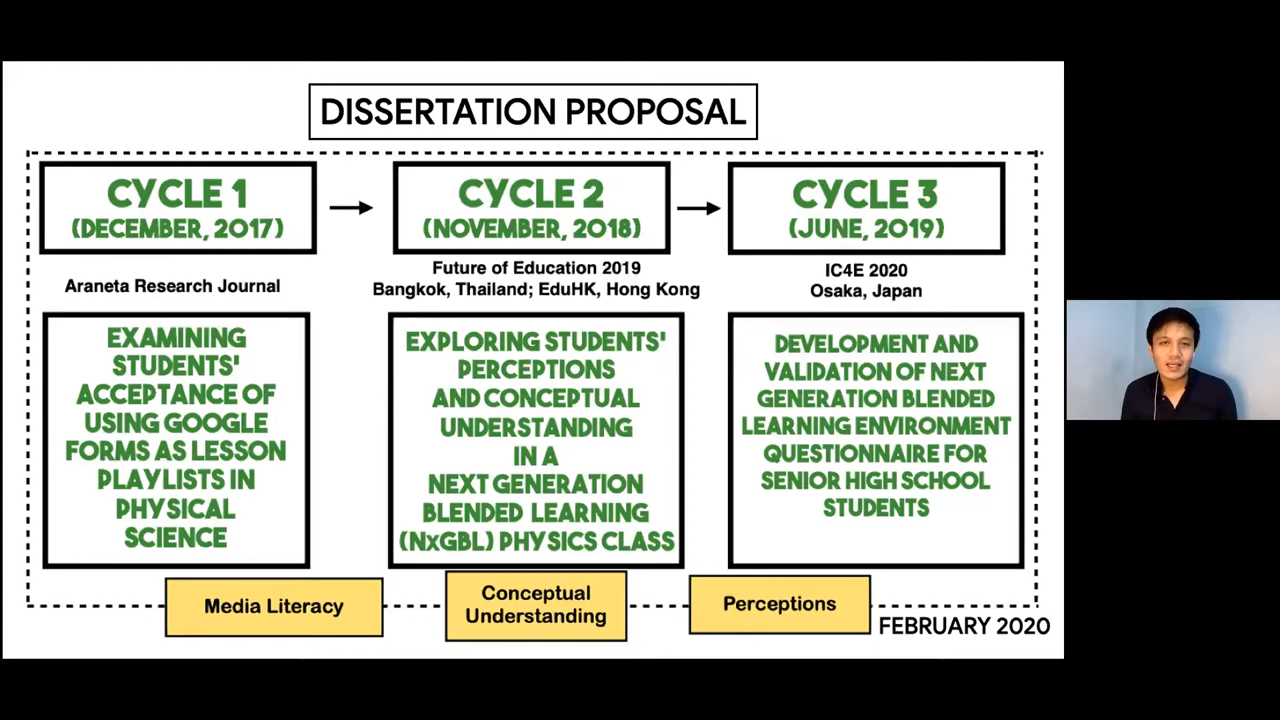 DISSERTATION PROPOSAL
CYCLE 1
(DECEMBER, 2017)
CYCLE 2
(NOVEMBER, 2018)
CYCLE 3
(JUNE, 2019)
Araneta Research Journal
Future of Education 2019
Bangkok, Thailand; EduHK, Hong Kong
IC4E 2020
Osaka, Japan
EXAMINING
STUDENTS'
ACCEPTANCE OF
USING GOOGLE
FORMS AS LESSON
PLAYLISTS IN
PHYSICAL
SCIENCE
EXPLORING STUDENTS'
PERCEPTIONS
AND CONCEPTUAL
UNDERSTANDING
IN A
NEXT GENERATION
BLENDED LEARNING
(NxGBL) PHYSICS CLASS
DEVELOPMENT AND
VALIDATION OF NEXT
GENERATION BLENDED
LEARNING ENVIRONMENT
QUESTIONNAIRE FOR
SENIOR HIGH SCHOOL
STUDENTS
Media Literacy
Conceptual
Understanding
Perceptions
FEBRUARY 2020